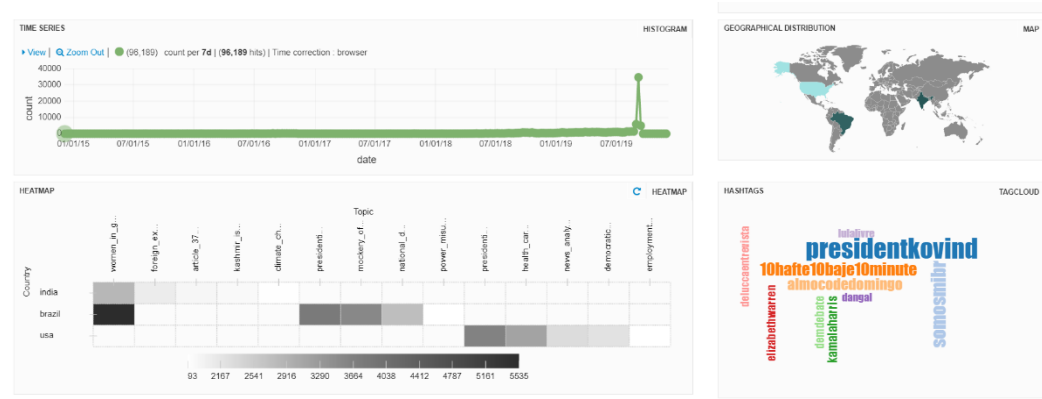 TIME SERIES
HISTOGRAM
View | Zoom Out | (96,189) count per 7d | (96,189 hits) | Time correction : browser
40000
30000
20000
10000
0
count
01/01/15 07/01/15 01/01/16 07/01/16 01/01/17 07/01/17 01/01/18 07/01/18 01/01/19 07/01/19
date
GEOGRAPHICAL DISTRIBUTION
MAP
HEATMAP
HEATMAP
Topic
women_in_g... foreign_ex... article_37... kashmir_is... climate_ch... presidenti... mockery_of... national_d... power_misu... presidenti... health_car... news_analy... democratic... employment...
Country
india
brazil
usa
93 2167 2541 2916 3290 3664 4038 4412 4787 5161 5535
HASHTAGS
TAGCLOUD
deluccaentrevista
lulalivre
presidentkovind
10hafte10baje10minute
almocodedomingo
elizabethwarren
demdebate
kamalaharris
dangal
somosmibr